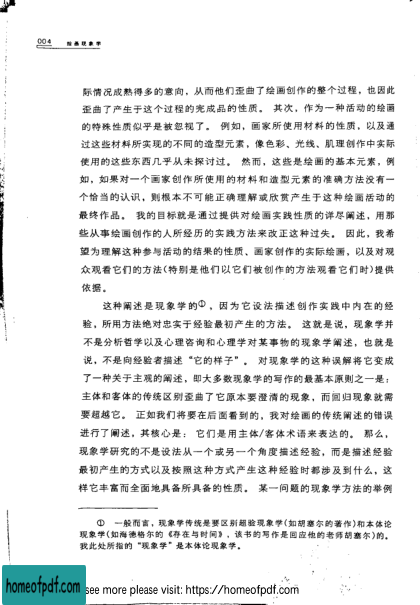 004 绘画现象学
际情况成熟得多的意向，从而他们歪曲了绘画创作的整个过程，也因此
歪曲了产生于这个过程的完成品的性质。 其次，作为一种活动的绘画
的特殊性质似乎是被忽视了。 例如，画家所使用材料的性质，以及通
过这些材料所实现的不同的造型元素，像色彩、光线、肌理创作中实际
使用的这些东西几乎从未探讨过。 然而，这些是绘画的基本元素，例
如，如果对一个画家创作所使用的材料和造型元素的准确方法没有一
个恰当的认识，则根本不可能正确理解或欣赏产生于这种绘画活动的
最终作品。 我的目标就是通过提供对绘画实践性质的详尽阐述，用那
些从事绘画创作的人所经历的实践方法来改正这种过失。 因此，我希
望为理解这种参与活动的结果的性质、画家创作的实际绘画，以及对观
众观看它们的方法(特别是他们以它们被创作的方法观看它们时)提供
依据。
这种阐述是现象学的①，因为它设法描述创作实践中内在的经
验，所用方法绝对忠实于经验最初产生的方法。 这就是说，现象学并
不是分析哲学以及心理咨询和心理学对某事物的现象学阐述，也就是
说，不是向经验者描述“它的样子”。 对现象学的这种误解将它变成
了一种关于主观的阐述，即大多数现象学的写作的最基本原则之一是：
主体和客体的传统区别歪曲了它原本要澄清的现象，而回归现象就需
要超越它。 正如我们将要在后面看到的，我对绘画的传统阐述的错误
进行了阐述，其核心是： 它们是用主体/客体术语来表达的。 那么，
现象学研究的不是设法从一个或另一个角度描述经验，而是描述经验
最初产生的方式以及按照这种方式产生这种经验时都涉及到什么，这
样它丰富而全面地具备所具备的性质。 某一问题的现象学方法的举例
① 一般而言，现象学传统是要区别超验现象学(如胡塞尔的著作)和本体论
现象学(如海德格尔的《存在与时间》，该书的写作是回应他的老师胡塞尔)的。
我此处所指的“现象学”是本体论现象学。
homeofpdf.com see more please visit: https://homeofpdf.com